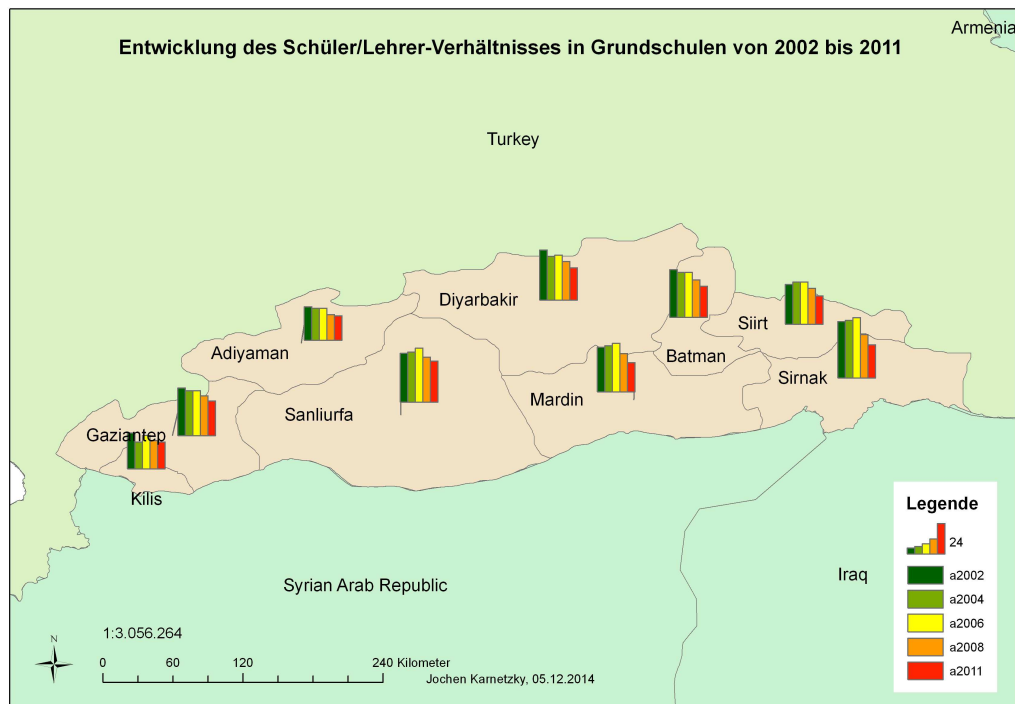 Armenia
Entwicklung des Schüler/Lehrer-Verhältnisses in Grundschulen von 2002 bis 2011
Turkey
Diyarbakir
Siirt
Adiyaman
Batman
Sirnak
Mardin
Sanliurfa
Gaziantep
Kílis
Syrian Arab Republic
Iraq
Legende
24
a2002
a2004
a2006
a2008
a2011
N
1:3.056.264
0 60 120 240 Kilometer
Jochen Karnetzky, 05.12.2014